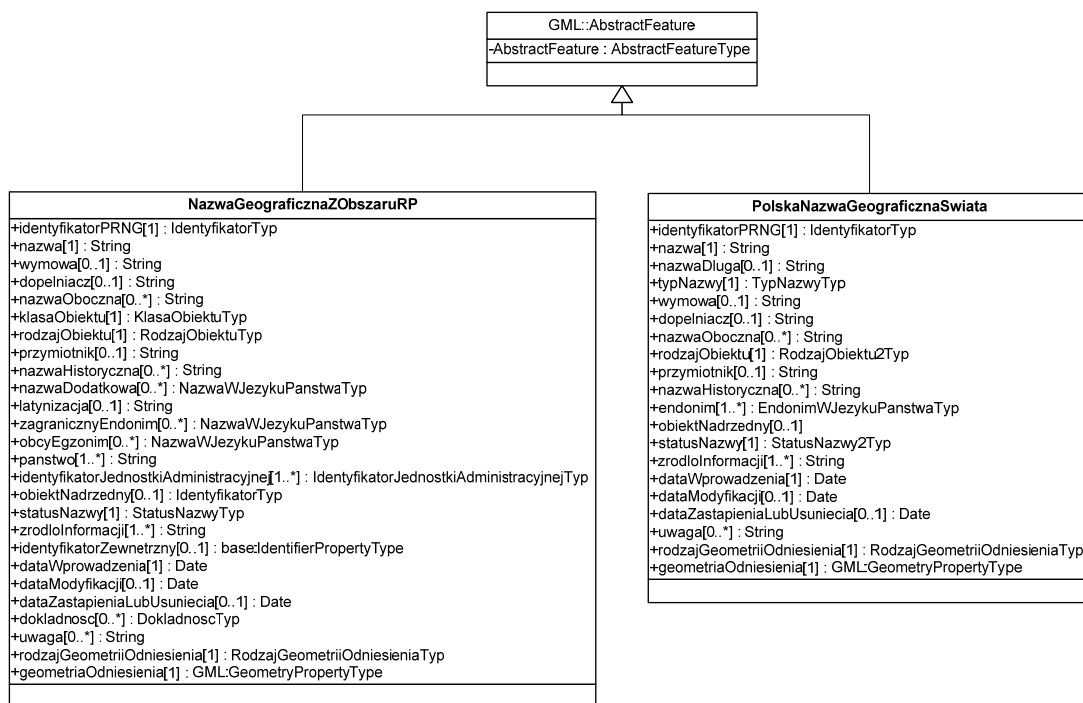 GML::AbstractFeature
-AbstractFeature : AbstractFeatureType
NazwaGeograficznaZObszaruRP
+identyfikatorPRNG[1] : IdentyfikatorTyp
+nazwa[1] : String
+wymowa[0..1] : String
+dopelniacz[0..1] : String
+nazwaOboczna[0..*] : String
+klasaObiektu[1] : KlasaObiektuTyp
+rodzajObiektu[1] : RodzajObiektuTyp
+przymiotnik[0..1] : String
+nazwaHistoryczna[0..*] : String
+nazwaDodatkowa[0..*] : NazwaWJezykuPanstwaTyp
+latynizacja[0..1] : String
+zagranicznyEndonim[0..*] : NazwaWJezykuPanstwaTyp
+obcyEgzonim[0..*] : NazwaWJezykuPanstwaTyp
+panstwo[1..*] : String
+identyfikatorJednostkiAdministracyjnej[1..*] : IdentyfikatorJednostkiAdministracyjnejTyp
+obiektNadrzedny[0..1] : IdentyfikatorTyp
+statusNazwy[1] : StatusNazwyTyp
+zrodloInformacji[1..*] : String
+identyfikatorZewnetrzny[0..1] : base:IdentifierPropertyType
+dataWprowadzenia[1] : Date
+dataModyfikacji[0..1] : Date
+dataZastapieniaLubUsuniecia[0..1] : Date
+dokladnosc[0..*] : DokladnoscTyp
+uwaga[0..*] : String
+rodzajGeometriiOdniesienia[1] : RodzajGeometriiOdniesieniaTyp
+geometriaOdniesienia[1] : GML:GeometryPropertyType
PolskaNazwaGeograficznaSwiata
+identyfikatorPRNG[1] : IdentyfikatorTyp
+nazwa[1] : String
+nazwaDluga[0..1] : String
+typNazwy[1] : TypNazwyTyp
+wymowa[0..1] : String
+dopelniacz[0..1] : String
+nazwaOboczna[0..*] : String
+rodzajObiektu[1] : RodzajObiektu2Typ
+przymiotnik[0..1] : String
+nazwaHistoryczna[0..*] : String
+endonim[1..*] : EndonimWJezykuPanstwaTyp
+obiektNadrzedny[0..1]
+statusNazwy[1] : StatusNazwy2Typ
+zrodloInformacji[1..*] : String
+dataWprowadzenia[1] : Date
+dataModyfikacji[0..1] : Date
+dataZastapieniaLubUsuniecia[0..1] : Date
+uwaga[0..*] : String
+rodzajGeometriiOdniesienia[1] : RodzajGeometriiOdniesieniaTyp
+geometriaOdniesienia[1] : GML:GeometryPropertyType